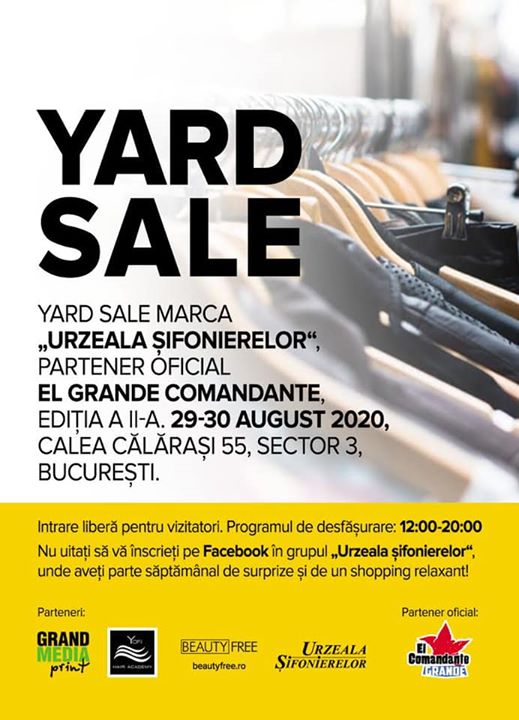 YARD
SALE
YARD SALE MARCA
„URZEALA ȘIFONIERELOR“,
PARTENER OFICIAL
EL GRANDE COMANDANTE,
EDIȚIA A II-A. 29-30 AUGUST 2020,
CALEA CĂLĂRAȘI 55, SECTOR 3,
BUCUREȘTI.
Intrare liberă pentru vizitatori. Programul de desfășurare: 12:00-20:00
Nu uitați să vă înscrieți pe Facebook în grupul „Urzeala șifonierelor“,
unde aveți parte săptămânal de surprize și de un shopping relaxant!
Parteneri:
Partener oficial:
GRAND
MEDIA
print
YOFI
HAIR ACADEMY
BEAUTY FREE
beautyfree.ro
URZEALA
ȘIFONIERELOR
El
Comandante
GRANDE